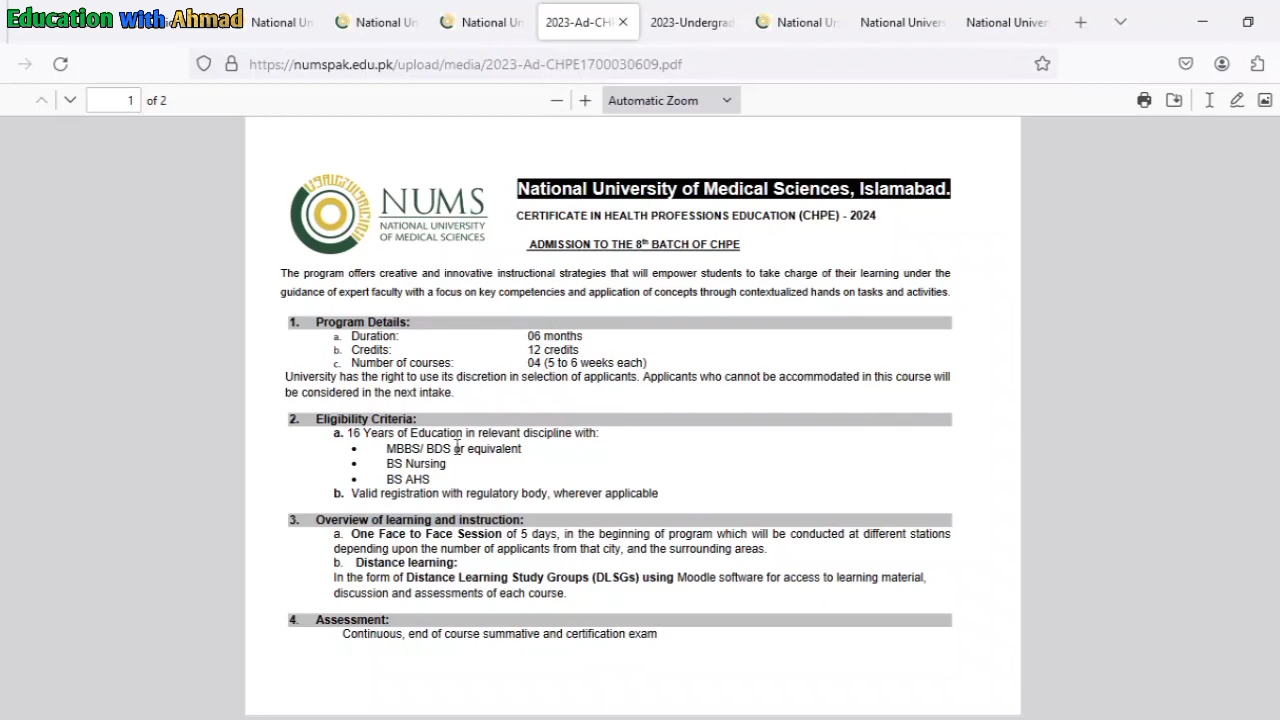 Education with Ahmad
National Un
National Un
National Un
2023-Ad-CH
2023-Undergrad
National Un
National Univers
National Univer
https://numspak.edu.pk/upload/media/2023-Ad-CHPE1700030609.pdf
1 of 2
Automatic Zoom
NUMS
NATIONAL UNIVERSITY
OF MEDICAL SCIENCES
National University of Medical Sciences, Islamabad.
CERTIFICATE IN HEALTH PROFESSIONS EDUCATION (CHPE) - 2024
ADMISSION TO THE 8th BATCH OF CHPE
The program offers creative and innovative instructional strategies that will empower students to take charge of their learning under the
guidance of expert faculty with a focus on key competencies and application of concepts through contextualized hands on tasks and activities.
1. Program Details:
a. Duration: 06 months
b. Credits: 12 credits
c. Number of courses: 04 (5 to 6 weeks each)
University has the right to use its discretion in selection of applicants. Applicants who cannot be accommodated in this course will
be considered in the next intake.
2. Eligibility Criteria:
a. 16 Years of Education in relevant discipline with:
• MBBS/ BDS or equivalent
• BS Nursing
• BS AHS
b. Valid registration with regulatory body, wherever applicable
3. Overview of learning and instruction:
a. One Face to Face Session of 5 days, in the beginning of program which will be conducted at different stations
depending upon the number of applicants from that city, and the surrounding areas.
b. Distance learning:
In the form of Distance Learning Study Groups (DLSGs) using Moodle software for access to learning material,
discussion and assessments of each course.
4. Assessment:
Continuous, end of course summative and certification exam